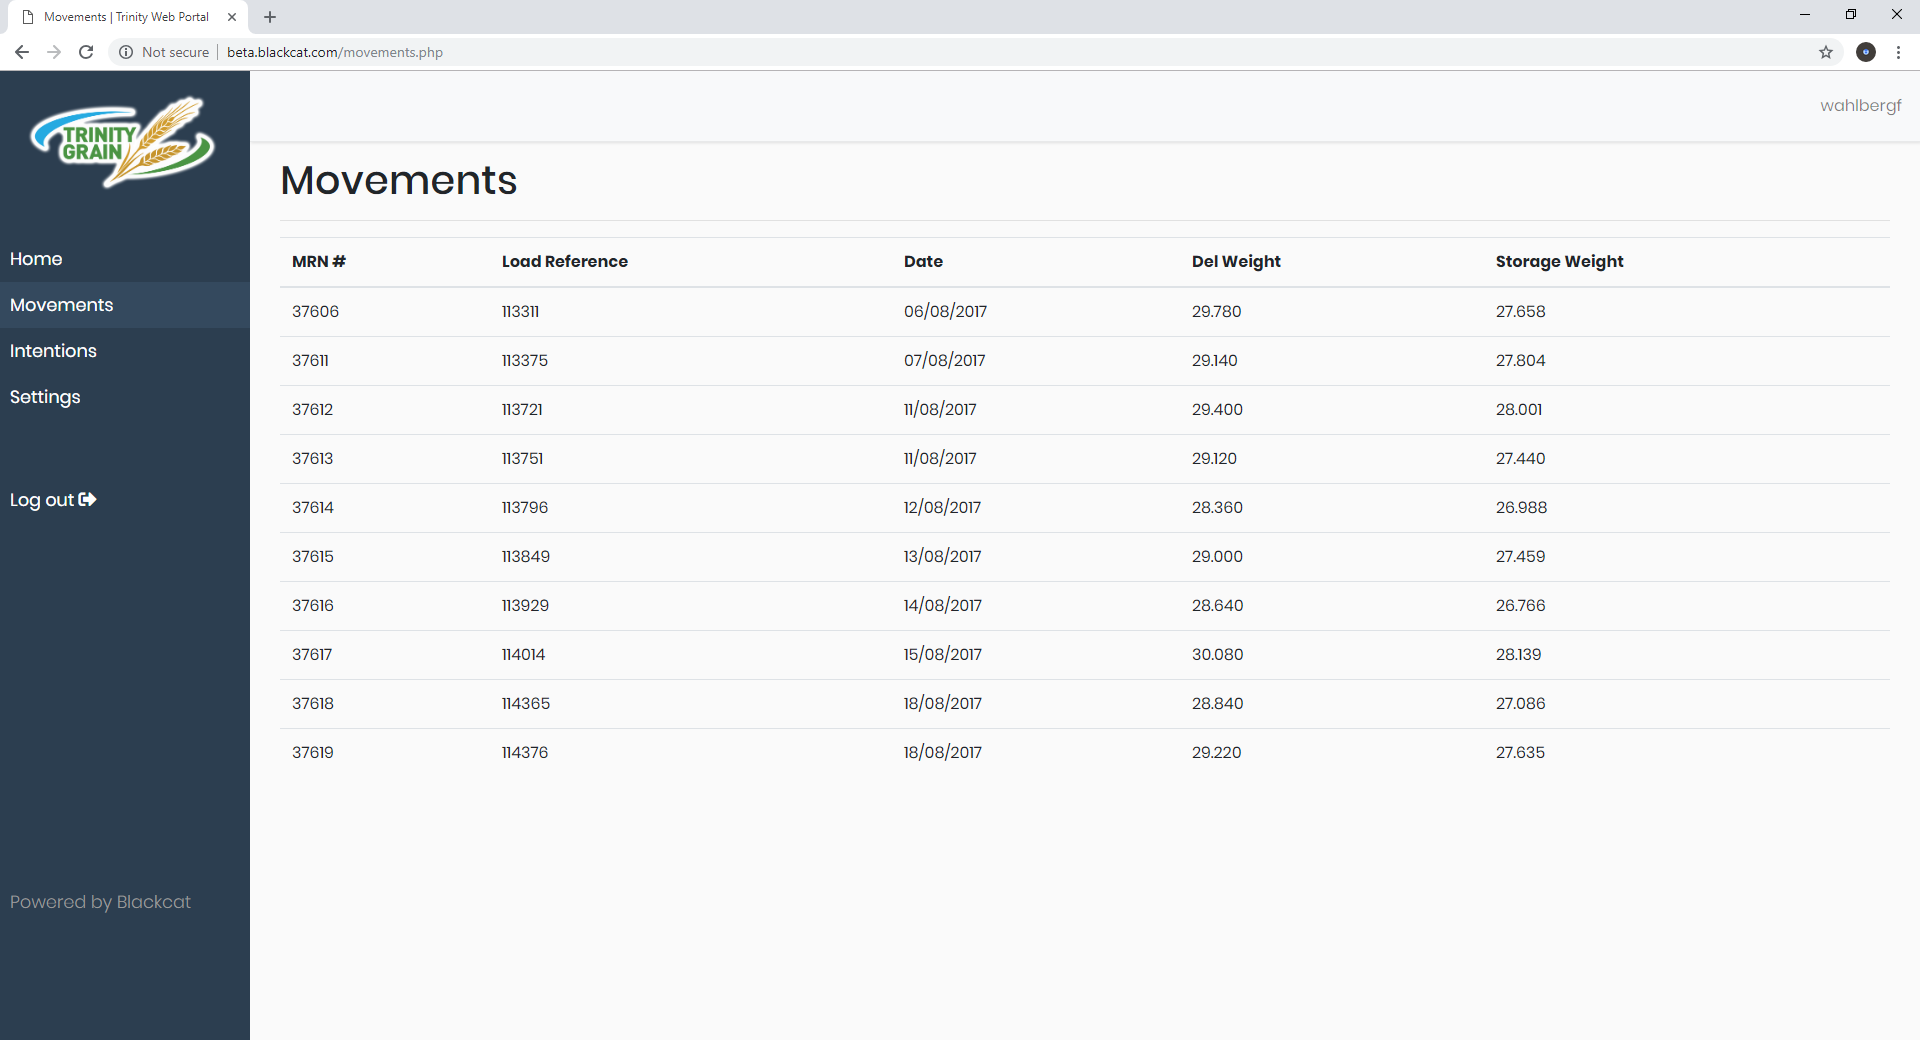 Movements | Trinity Web Portal
Not secure | beta.blackcat.com/movements.php
TRINITY
GRAIN
wahlbergf
Home
Movements
Intentions
Settings
Log out
Powered by Blackcat
Movements
MRN # Load Reference Date Del Weight Storage Weight
37606 113311 06/08/2017 29.780 27.658
37611 113375 07/08/2017 29.140 27.804
37612 113721 11/08/2017 29.400 28.001
37613 113751 11/08/2017 29.120 27.440
37614 113796 12/08/2017 28.360 26.988
37615 113849 13/08/2017 29.000 27.459
37616 113929 14/08/2017 28.640 26.766
37617 114014 15/08/2017 30.080 28.139
37618 114365 18/08/2017 28.840 27.086
37619 114376 18/08/2017 29.220 27.635